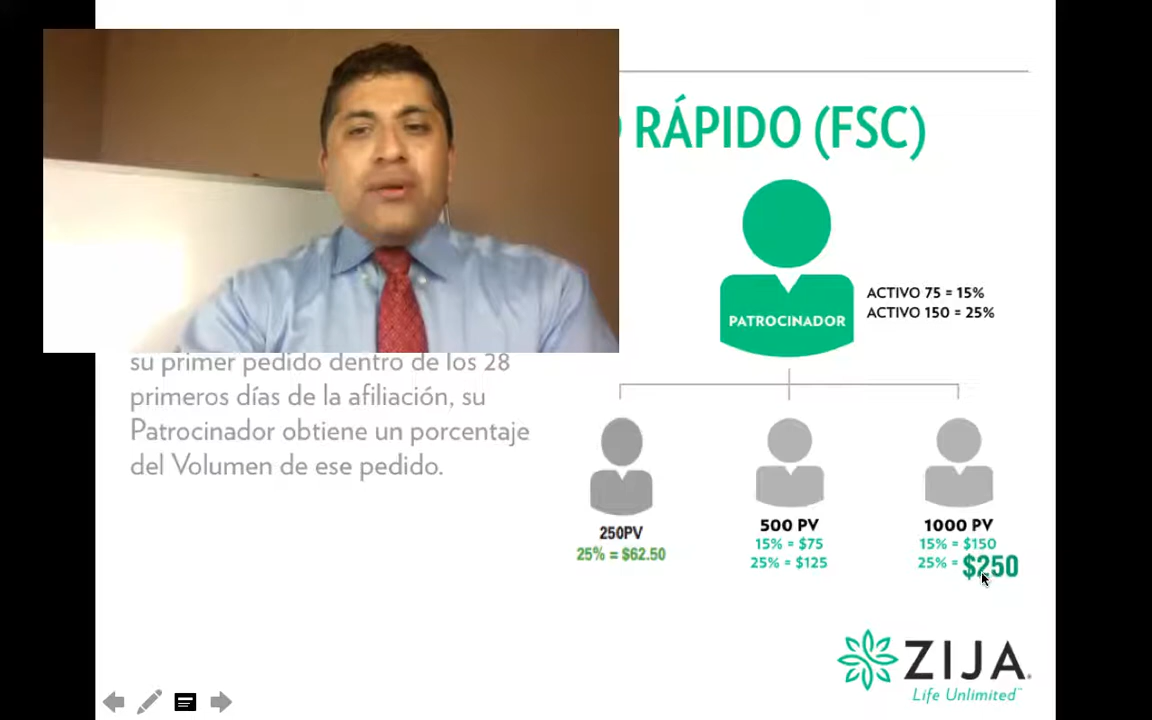 RÁPIDO (FSC)
ACTIVO 75 = 15%
ACTIVO 150 = 25%
PATROCINADOR
su primer pedido dentro de los 28
primeros días de la afiliación, su
Patrocinador obtiene un porcentaje
del Volumen de ese pedido.
250PV
25% = $62.50
500 PV
15% = $75
25% = $125
1000 PV
15% = $150
25% = $250
ZIJA
Life Unlimited™